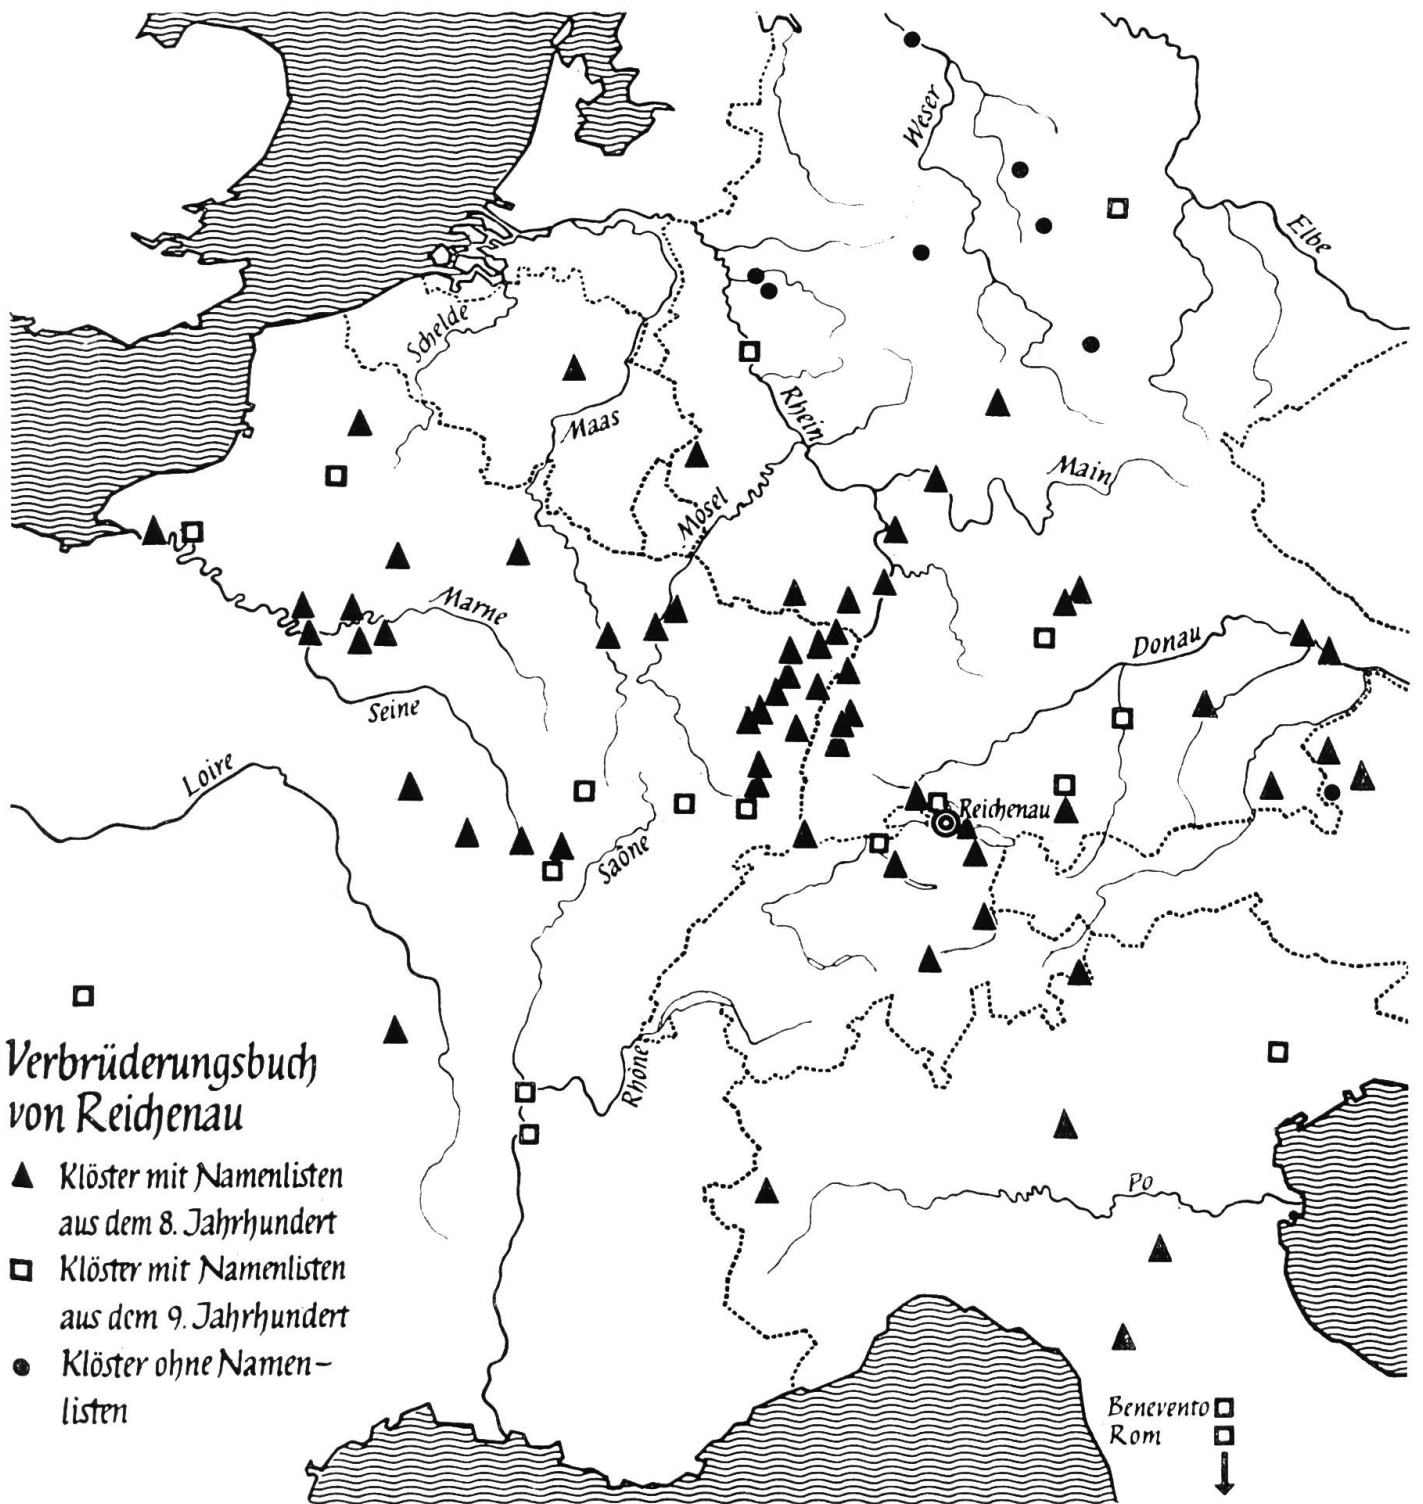 Weser
Elbe
Schelde
Maas
Rhein
Main
Mosel
Marne
Donau
Seine
Loire
Reichenau
Saône
Rhône
Verbrüderungsbuch
von Reichenau
Klöster mit Namenlisten
aus dem 8. Jahrhundert
Klöster mit Namenlisten
aus dem 9. Jahrhundert
Klöster ohne Namen-
listen
Po
Benevento
Rom